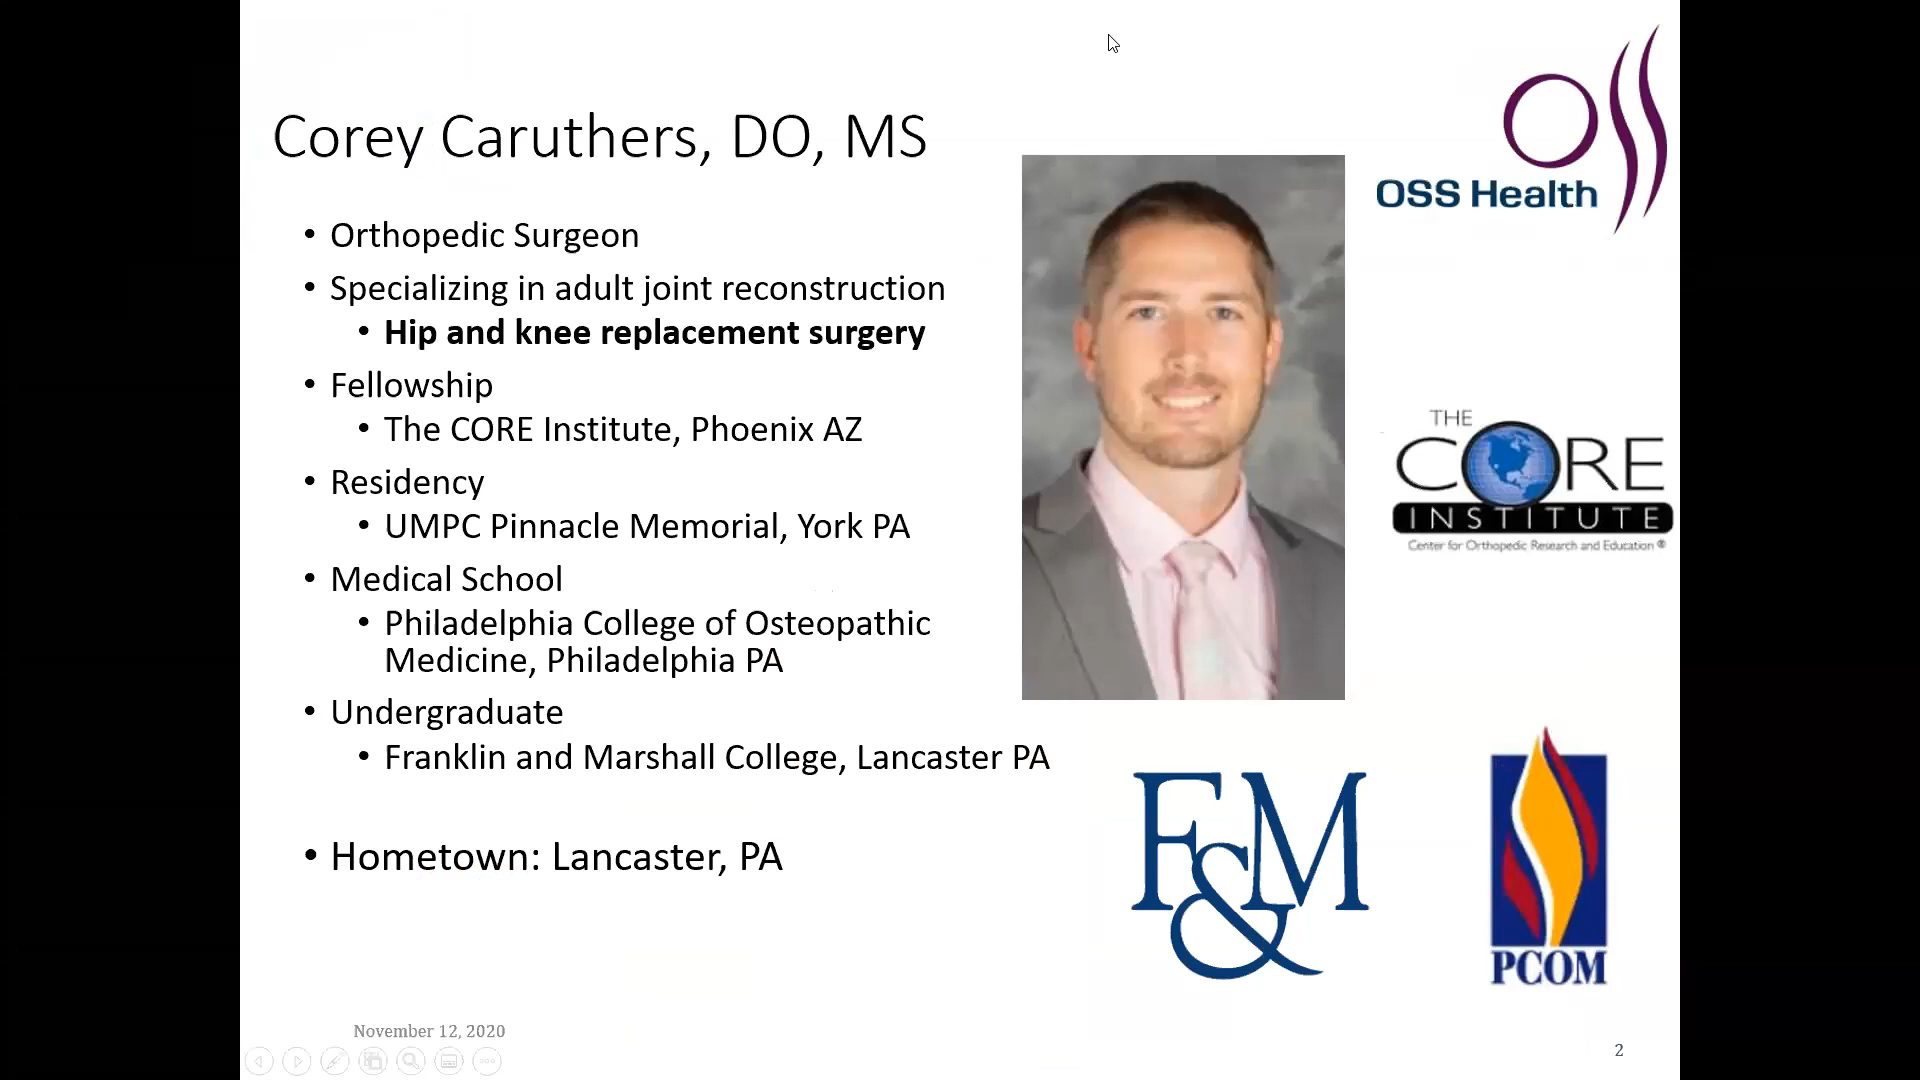 Corey Caruthers, DO, MS
• Orthopedic Surgeon
• Specializing in adult joint reconstruction
• Hip and knee replacement surgery
• Fellowship
• The CORE Institute, Phoenix AZ
• Residency
• UMPC Pinnacle Memorial, York PA
• Medical School
• Philadelphia College of Osteopathic
Medicine, Philadelphia PA
• Undergraduate
• Franklin and Marshall College, Lancaster PA
• Hometown: Lancaster, PA
OSS
OSS Health
THE
CORE
INSTITUTE
Center for Orthopedic Research and Education ®
F&M
PCOM
November 12, 2020
2